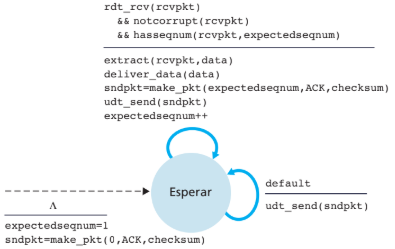 rdt_rcv(rcvpkt)
&& notcorrupt(rcvpkt)
&& hasseqnum(rcvpkt,expectedseqnum)
extract(rcvpkt,data)
deliver_data(data)
sndpkt=make_pkt(expectedseqnum,ACK,checksum)
udt_send(sndpkt)
expectedseqnum++
Esperar
default
udt_send(sndpkt)
Λ
expectedseqnum=1
sndpkt=make_pkt(0,ACK,checksum)